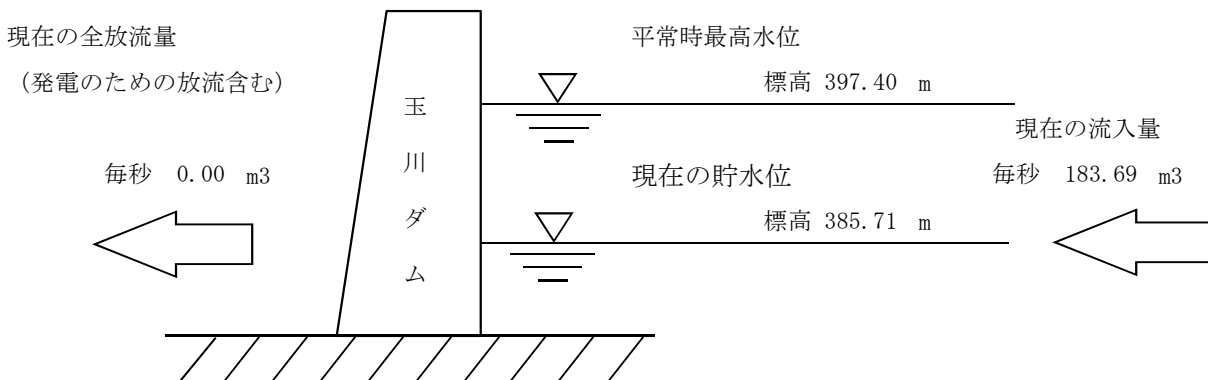 現在の全放流量
（発電のための放流含む）
毎秒 0.00 m3
玉川ダム
平常時最高水位
標高 397.40 m
現在の貯水位
標高 385.71 m
現在の流入量
毎秒 183.69 m3